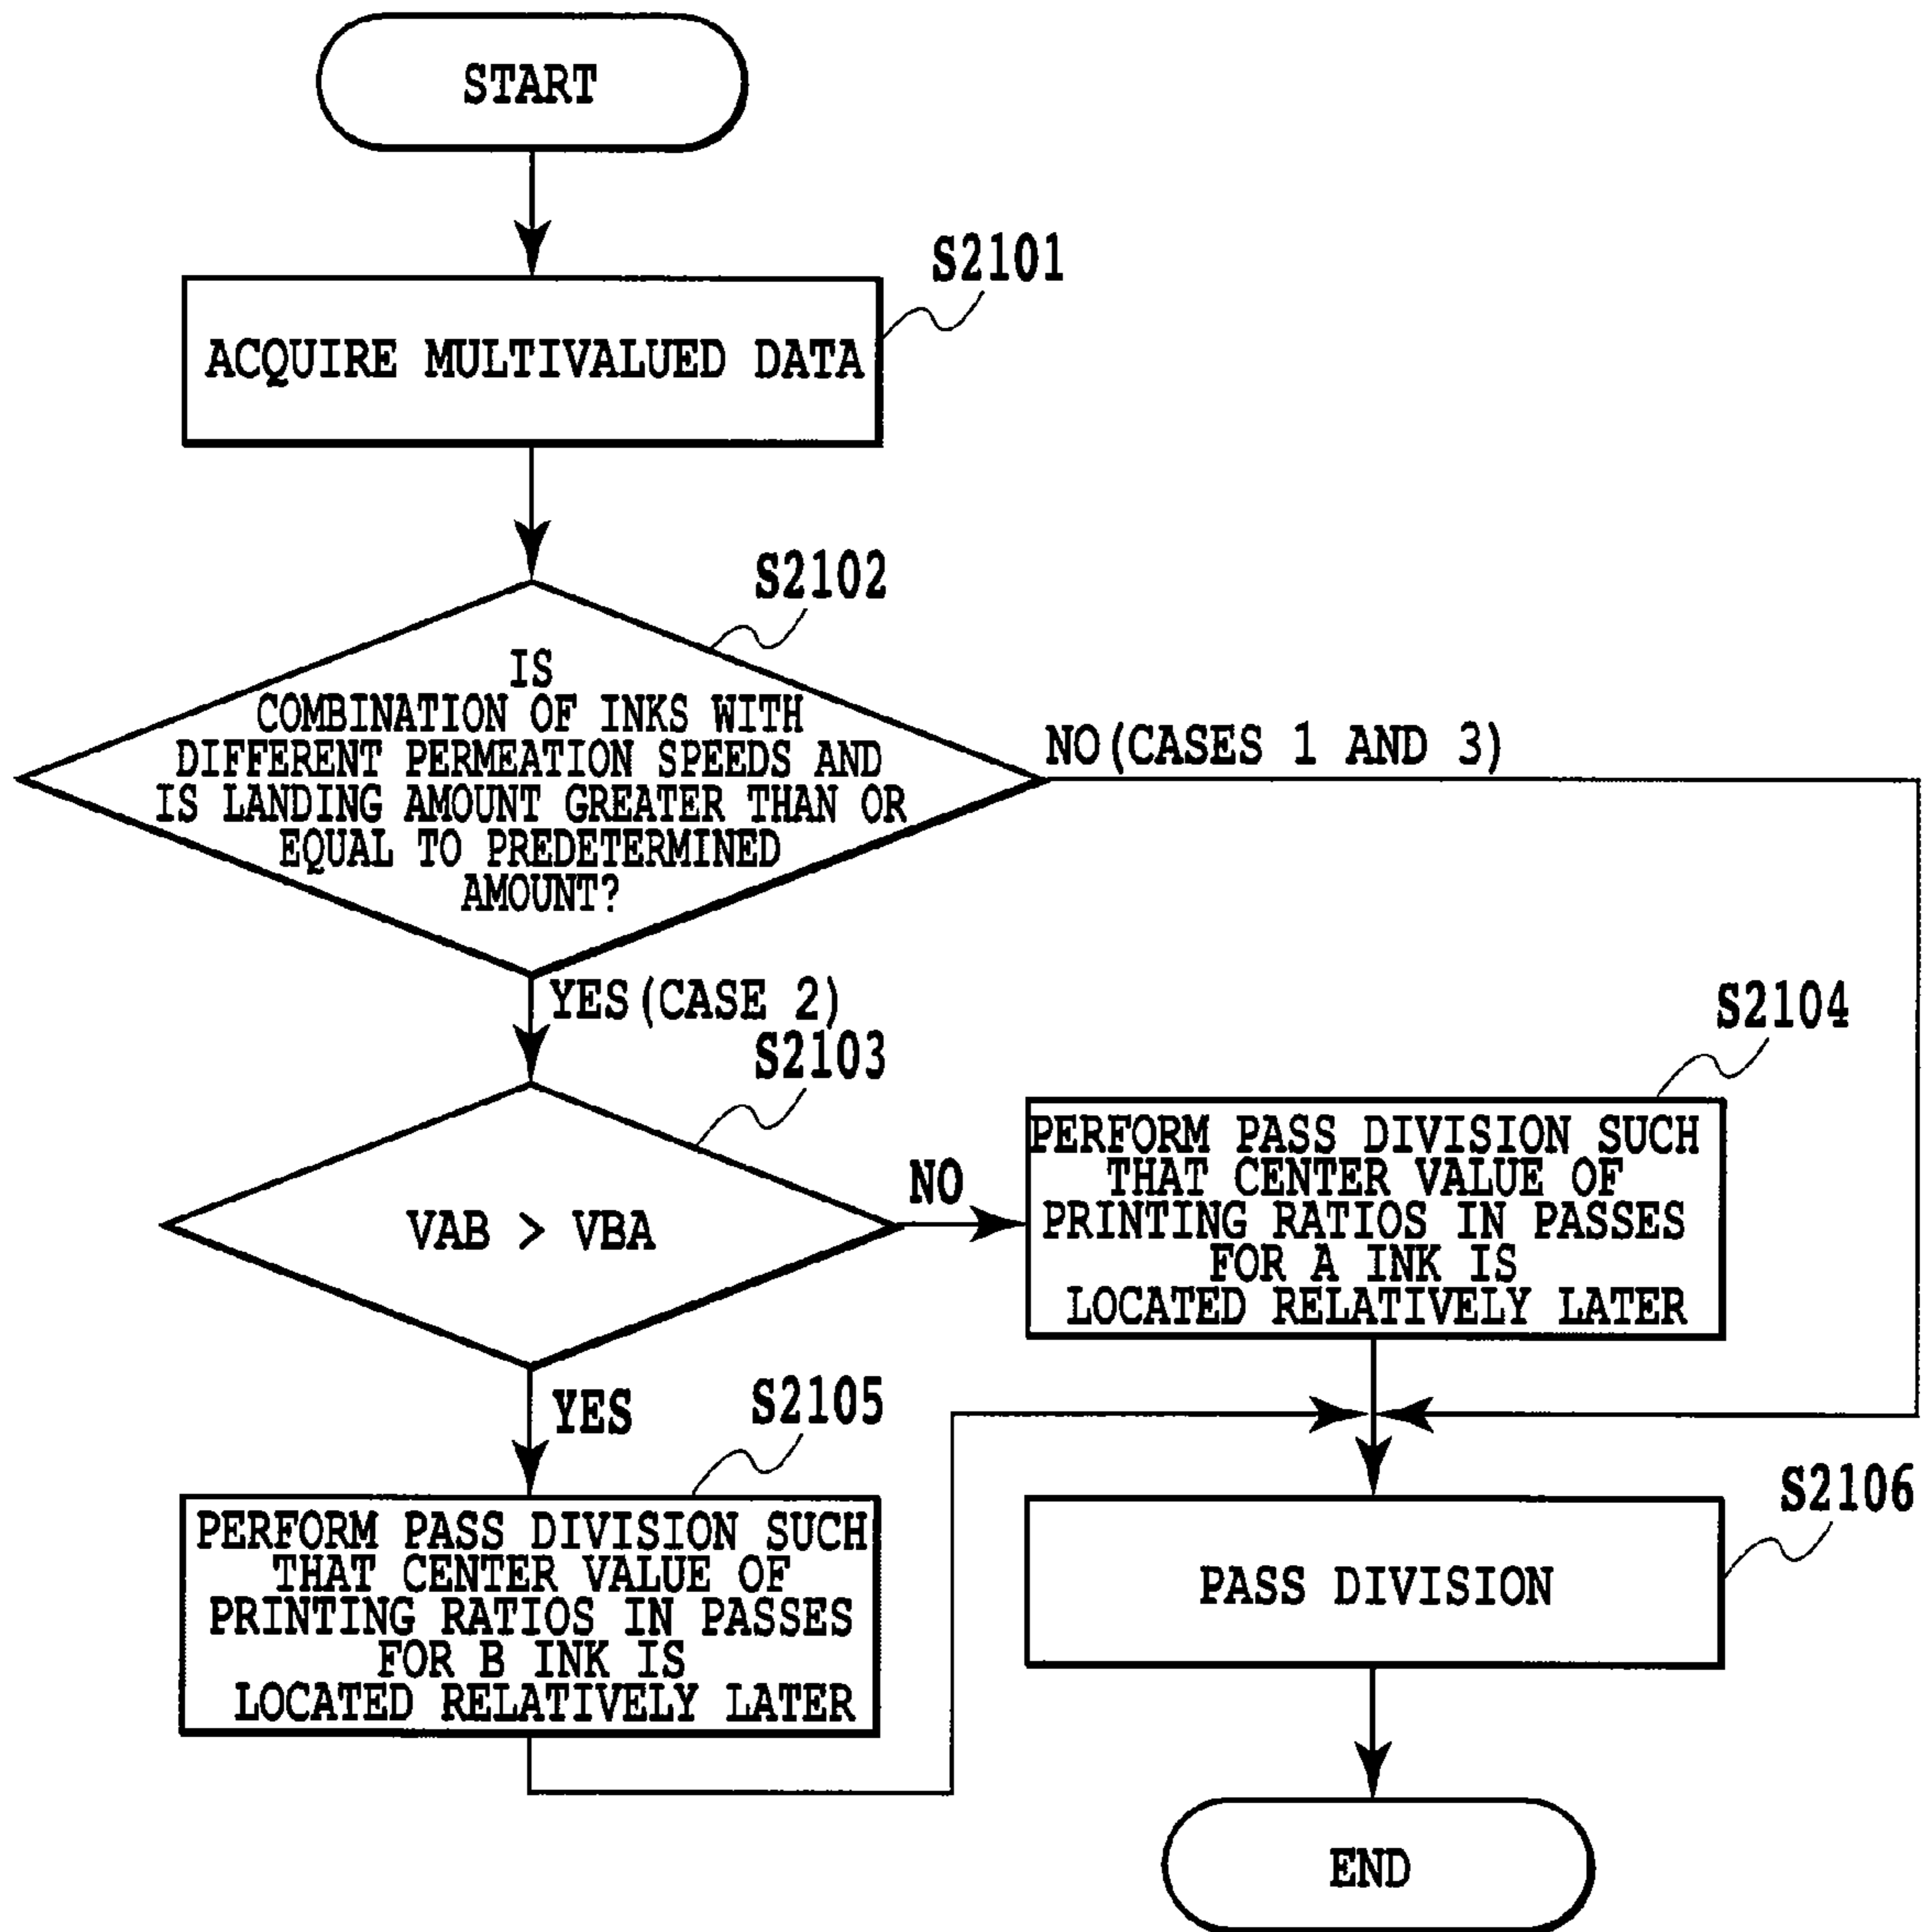 START
S2101
ACQUIRE MULTIVALUED DATA
S2102
IS
COMBINATION OF INKS WITH
DIFFERENT PERMEATION SPEEDS AND
IS LANDING AMOUNT GREATER THAN OR
EQUAL TO PREDETERMINED
AMOUNT?
NO(CASES 1 AND 3)
YES(CASE 2)
S2103
VAB > VBA
NO
S2104
PERFORM PASS DIVISION SUCH
THAT CENTER VALUE OF
PRINTING RATIOS IN PASSES
FOR A INK IS
LOCATED RELATIVELY LATER
YES
S2105
PERFORM PASS DIVISION SUCH
THAT CENTER VALUE OF
PRINTING RATIOS IN PASSES
FOR B INK IS
LOCATED RELATIVELY LATER
S2106
PASS DIVISION
END